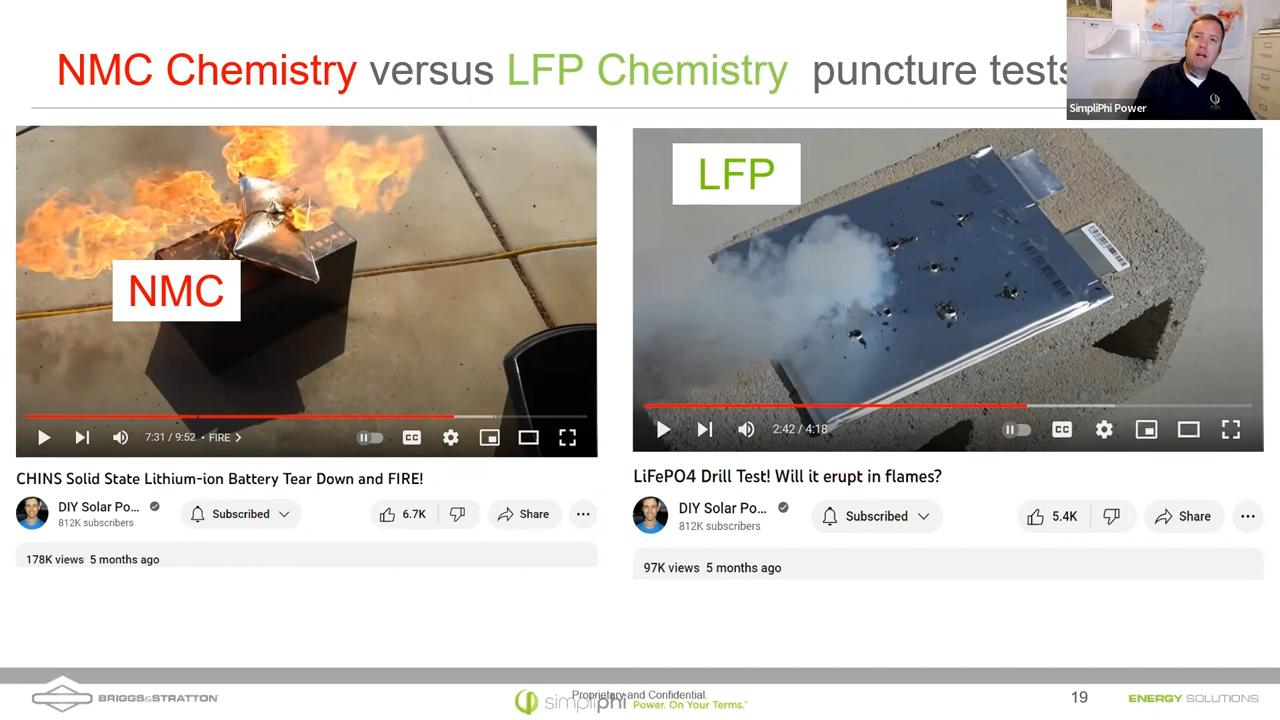 NMC Chemistry versus LFP Chemistry puncture tests
SimpliPhi Power
NMC
7:31 / 9:52 • FIRE
CC
CHINS Solid State Lithium-ion Battery Tear Down and FIRE!
DIY Solar Po...
812K subscribers
Subscribed
6.7K
Share
178K views 5 months ago
LFP
2:42 / 4:18
CC
LiFePO4 Drill Test! Will it erupt in flames?
DIY Solar Po...
812K subscribers
Subscribed
5.4K
Share
97K views 5 months ago
BRIGGS&STRATTON
Proprietary and Confidential.
simpliphi Power. On Your Terms.™
19
ENERGY SOLUTIONS